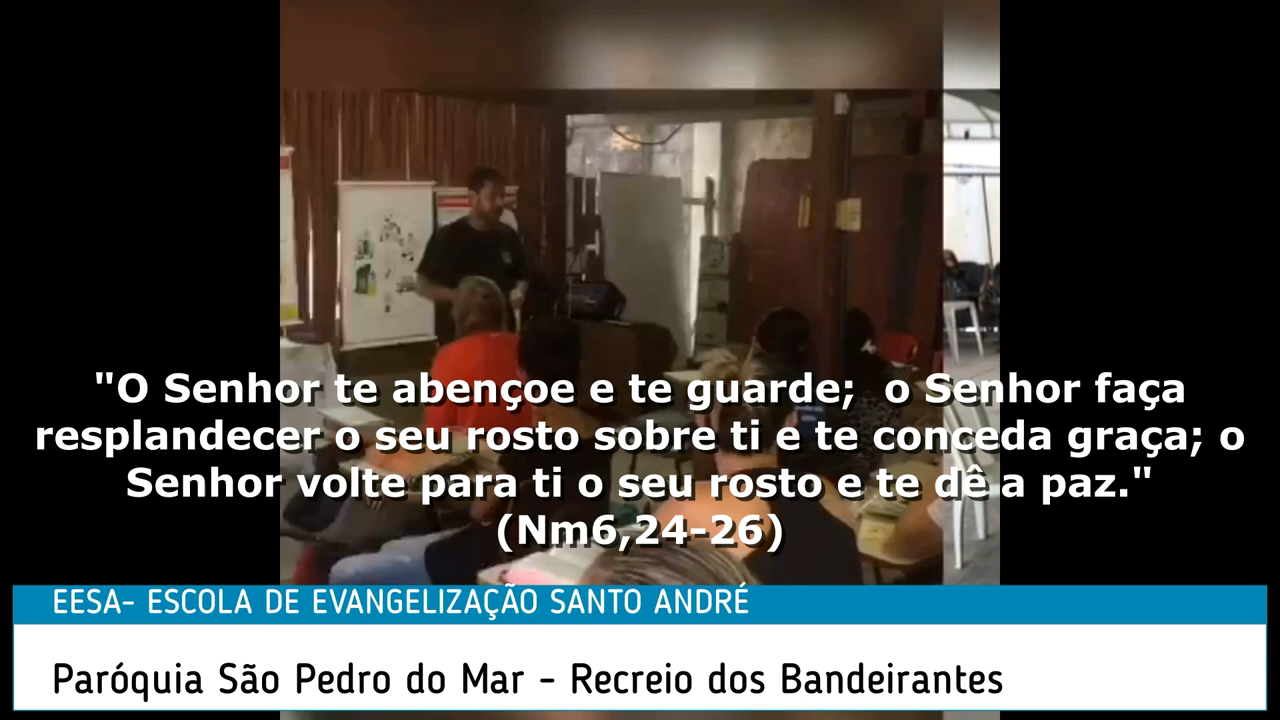 "O Senhor te abençoe e te guarde;  o Senhor faça
resplandecer o seu rosto sobre ti e te conceda graça; o
Senhor volte para ti o seu rosto e te dê a paz."
(Nm6,24-26)
EESA- ESCOLA DE EVANGELIZAÇÃO SANTO ANDRÉ
Paróquia São Pedro do Mar - Recreio dos Bandeirantes